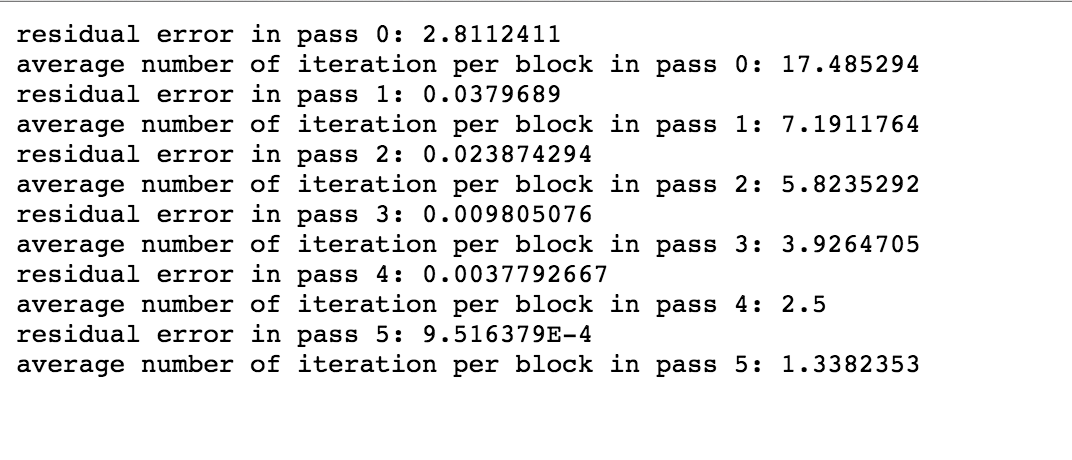 residual error in pass 0: 2.8112411
average number of iteration per block in pass 0: 17.485294
residual error in pass 1: 0.0379689
average number of iteration per block in pass 1: 7.1911764
residual error in pass 2: 0.023874294
average number of iteration per block in pass 2: 5.8235292
residual error in pass 3: 0.009805076
average number of iteration per block in pass 3: 3.9264705
residual error in pass 4: 0.0037792667
average number of iteration per block in pass 4: 2.5
residual error in pass 5: 9.516379E-4
average number of iteration per block in pass 5: 1.3382353